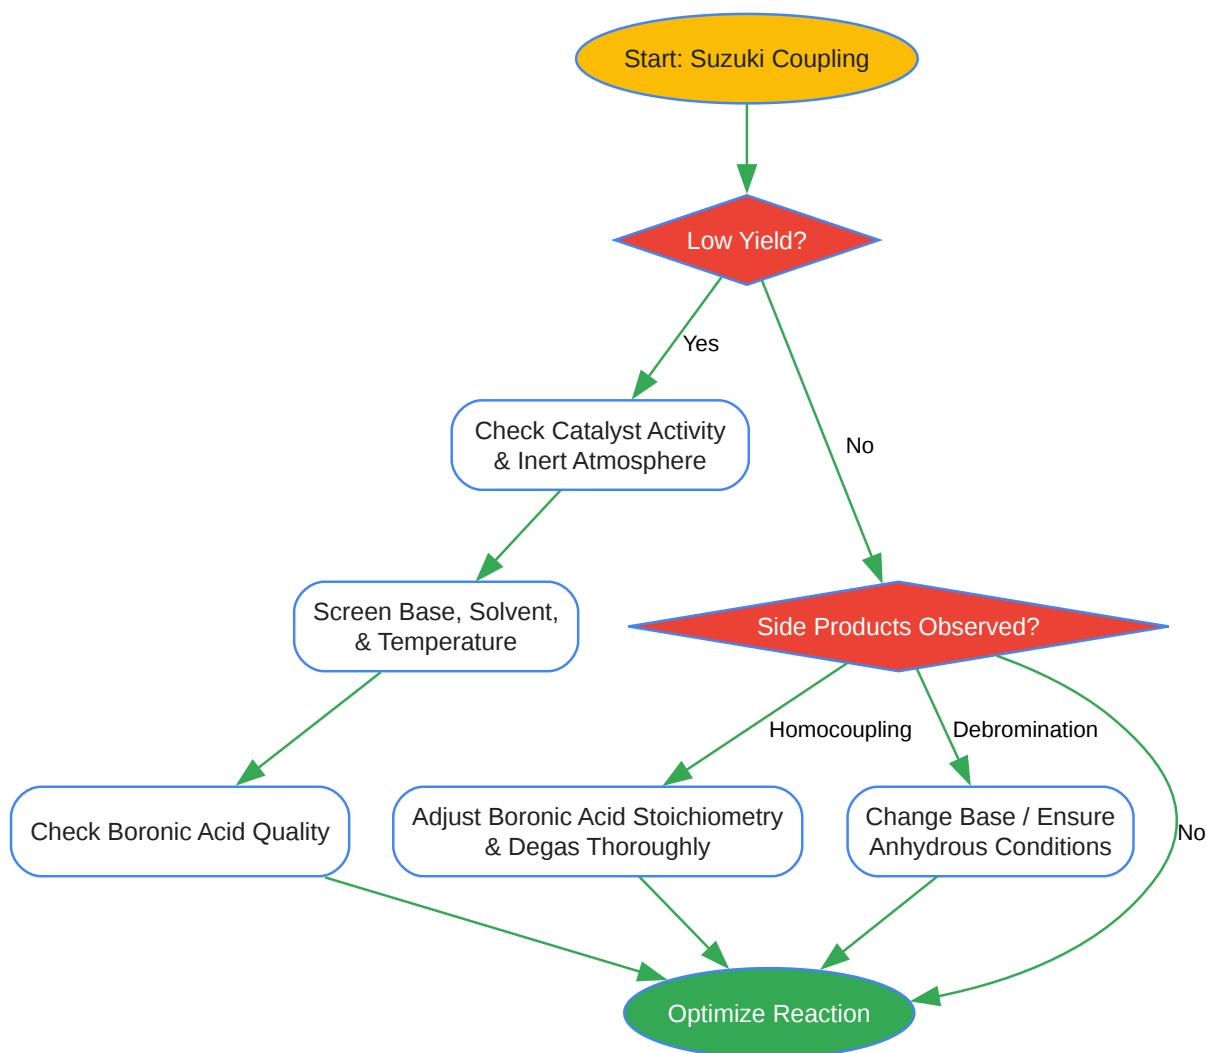 Start: Suzuki Coupling
Low Yield?
Yes
No
Check Catalyst Activity
& Inert Atmosphere
Screen Base, Solvent,
& Temperature
Side Products Observed?
Homocoupling
Debromination
No
Check Boronic Acid Quality
Adjust Boronic Acid Stoichiometry
& Degas Thoroughly
Change Base / Ensure
Anhydrous Conditions
Optimize Reaction